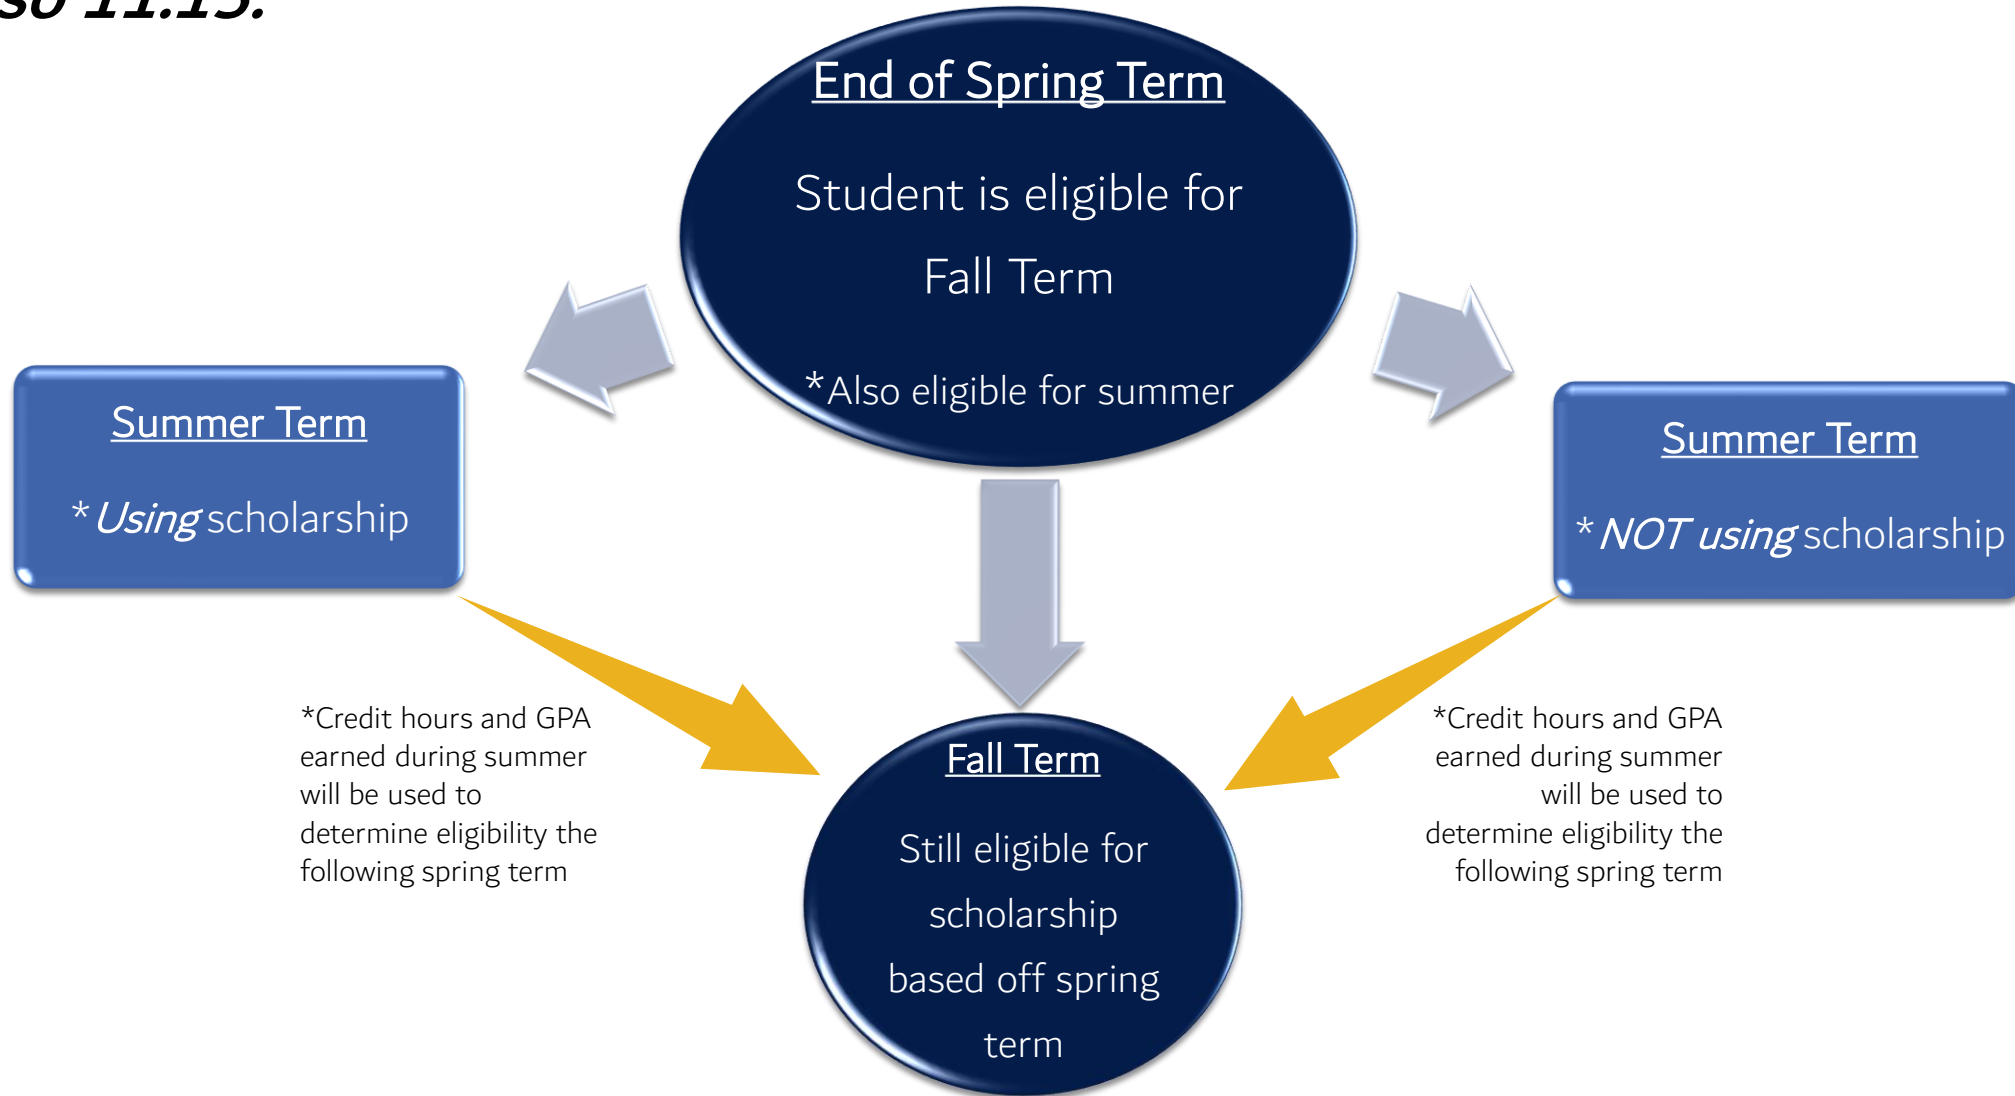 so 11.15.
End of Spring Term
Student is eligible for
Fall Term
*Also eligible for summer
Summer Term
*Using scholarship
Summer Term
*NOT using scholarship
*Credit hours and GPA
earned during summer
will be used to
determine eligibility the
following spring term
Fall Term
Still eligible for
scholarship
based off spring
term
*Credit hours and GPA
earned during summer
will be used to
determine eligibility the
following spring term